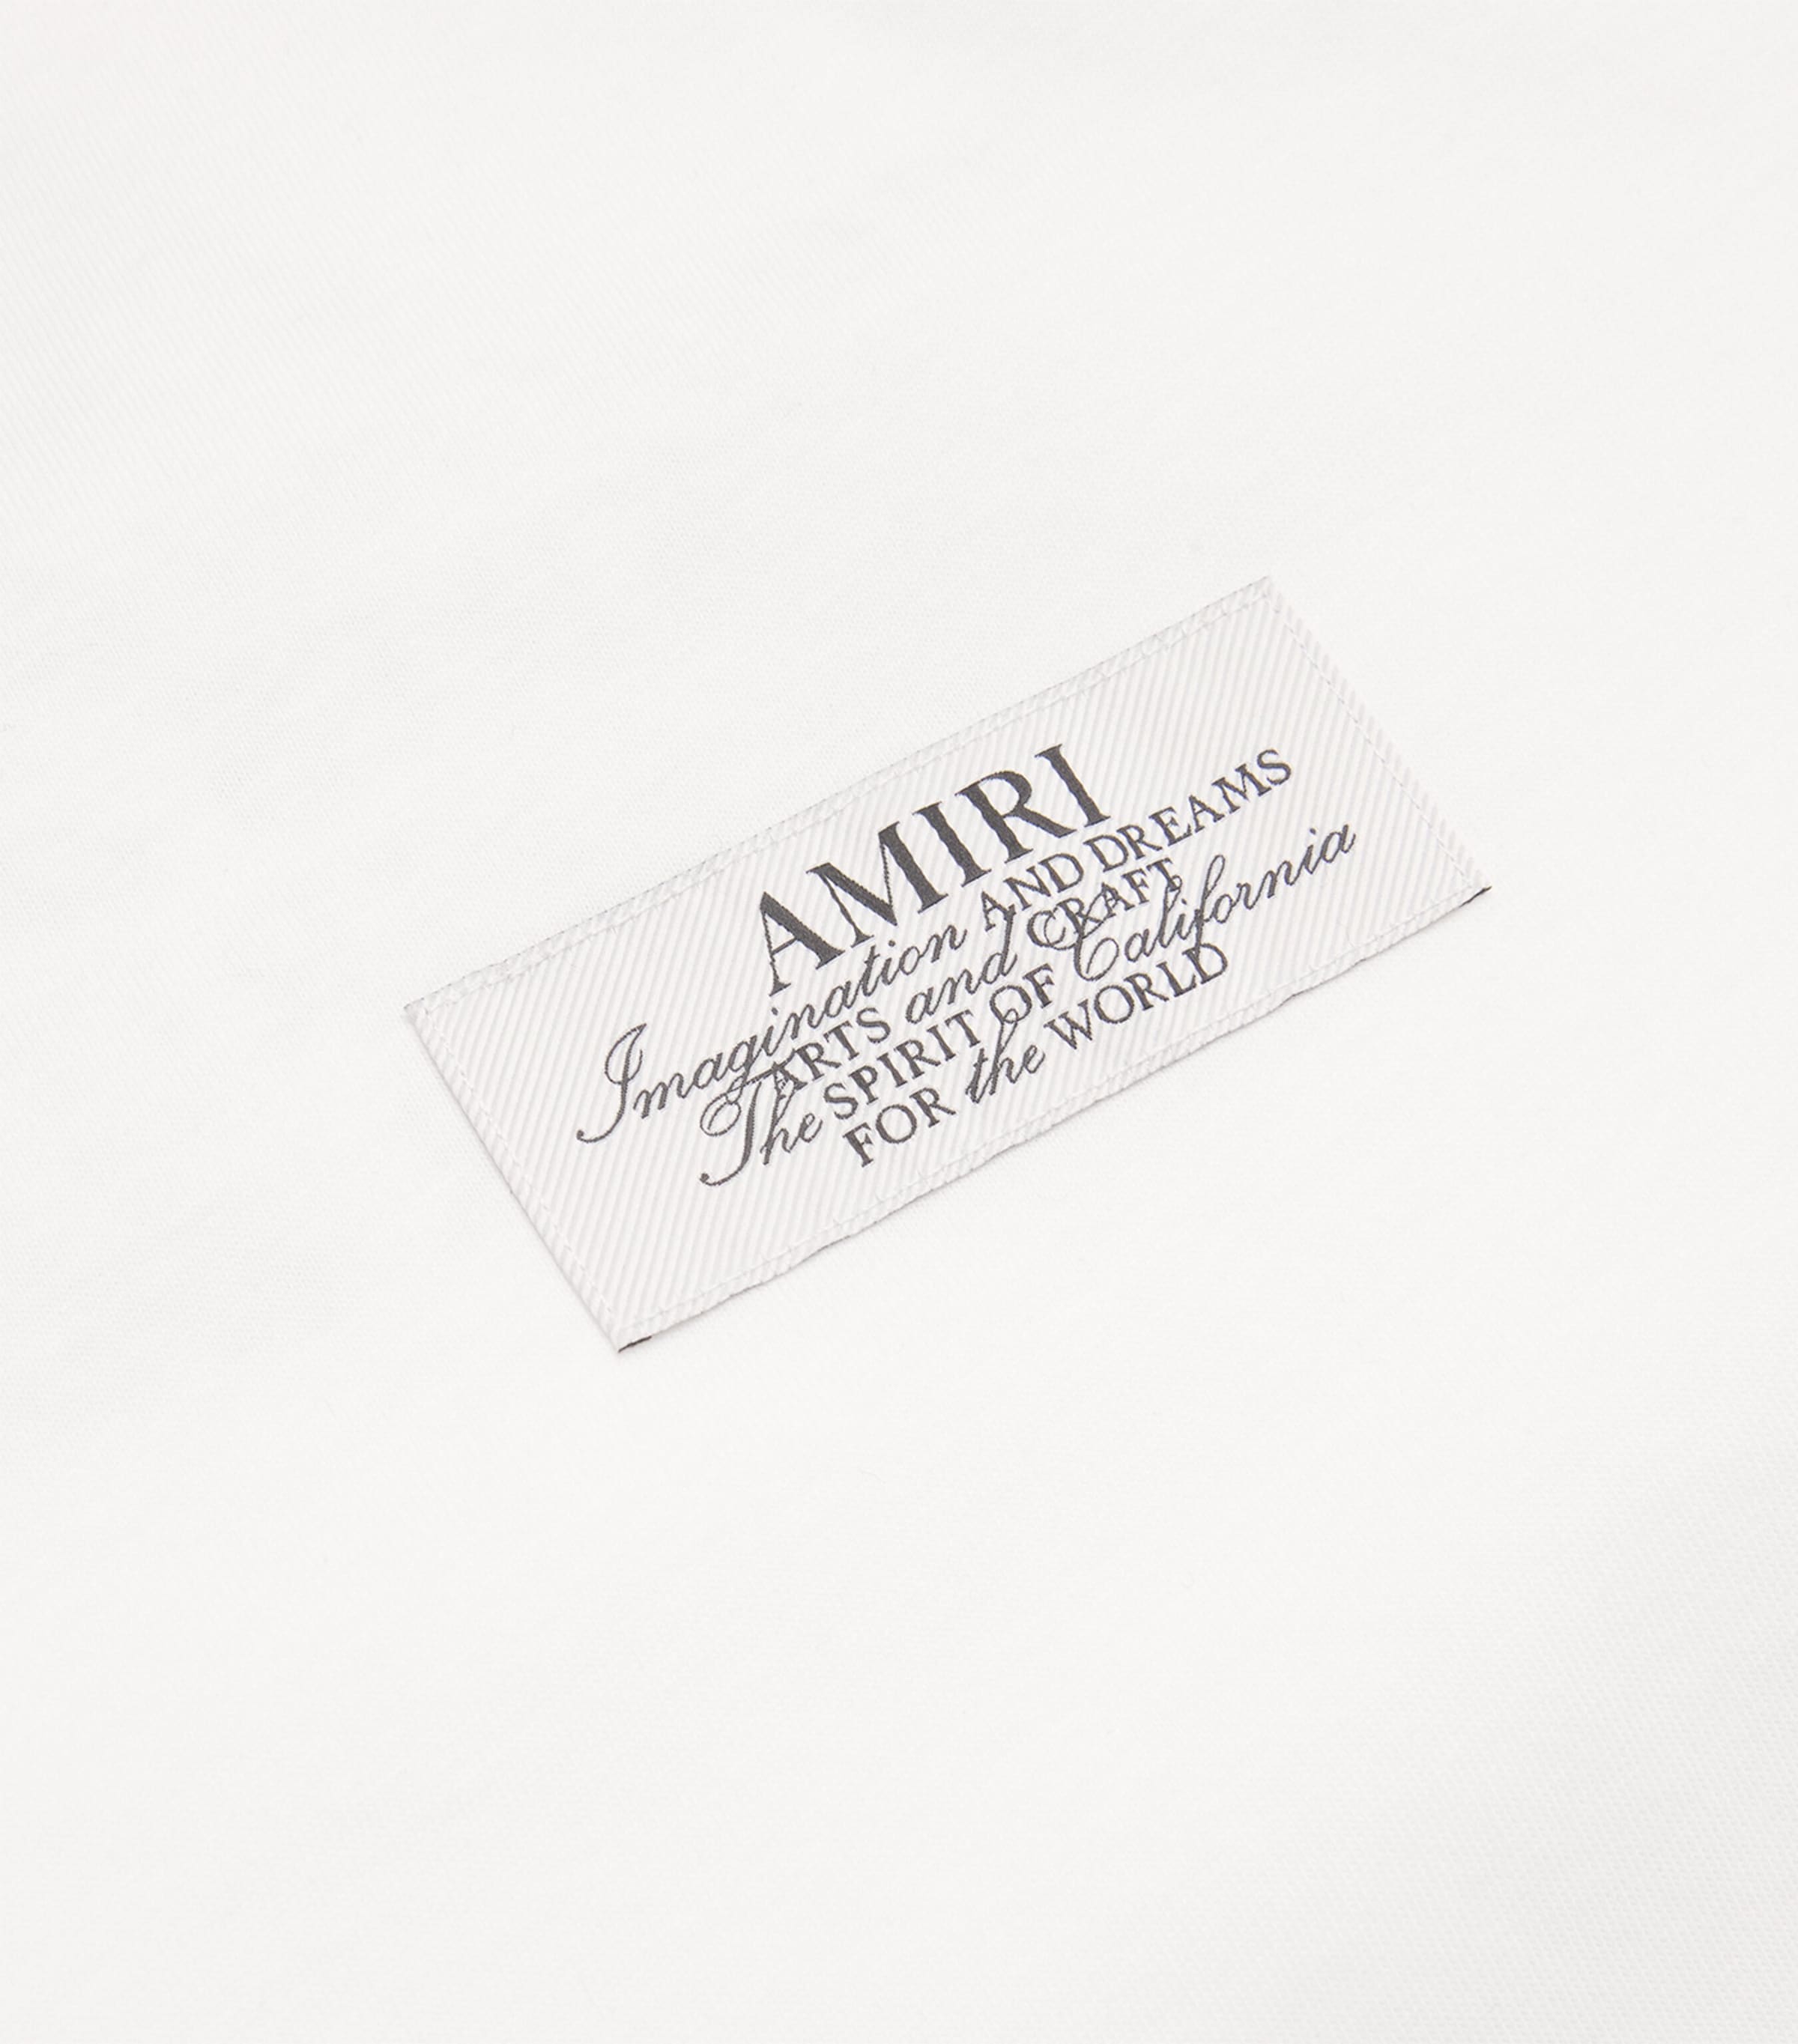 AMIRI
Imagination AND DREAMS
ARTS and CRAFT
The SPIRIT OF California
FOR the WORLD